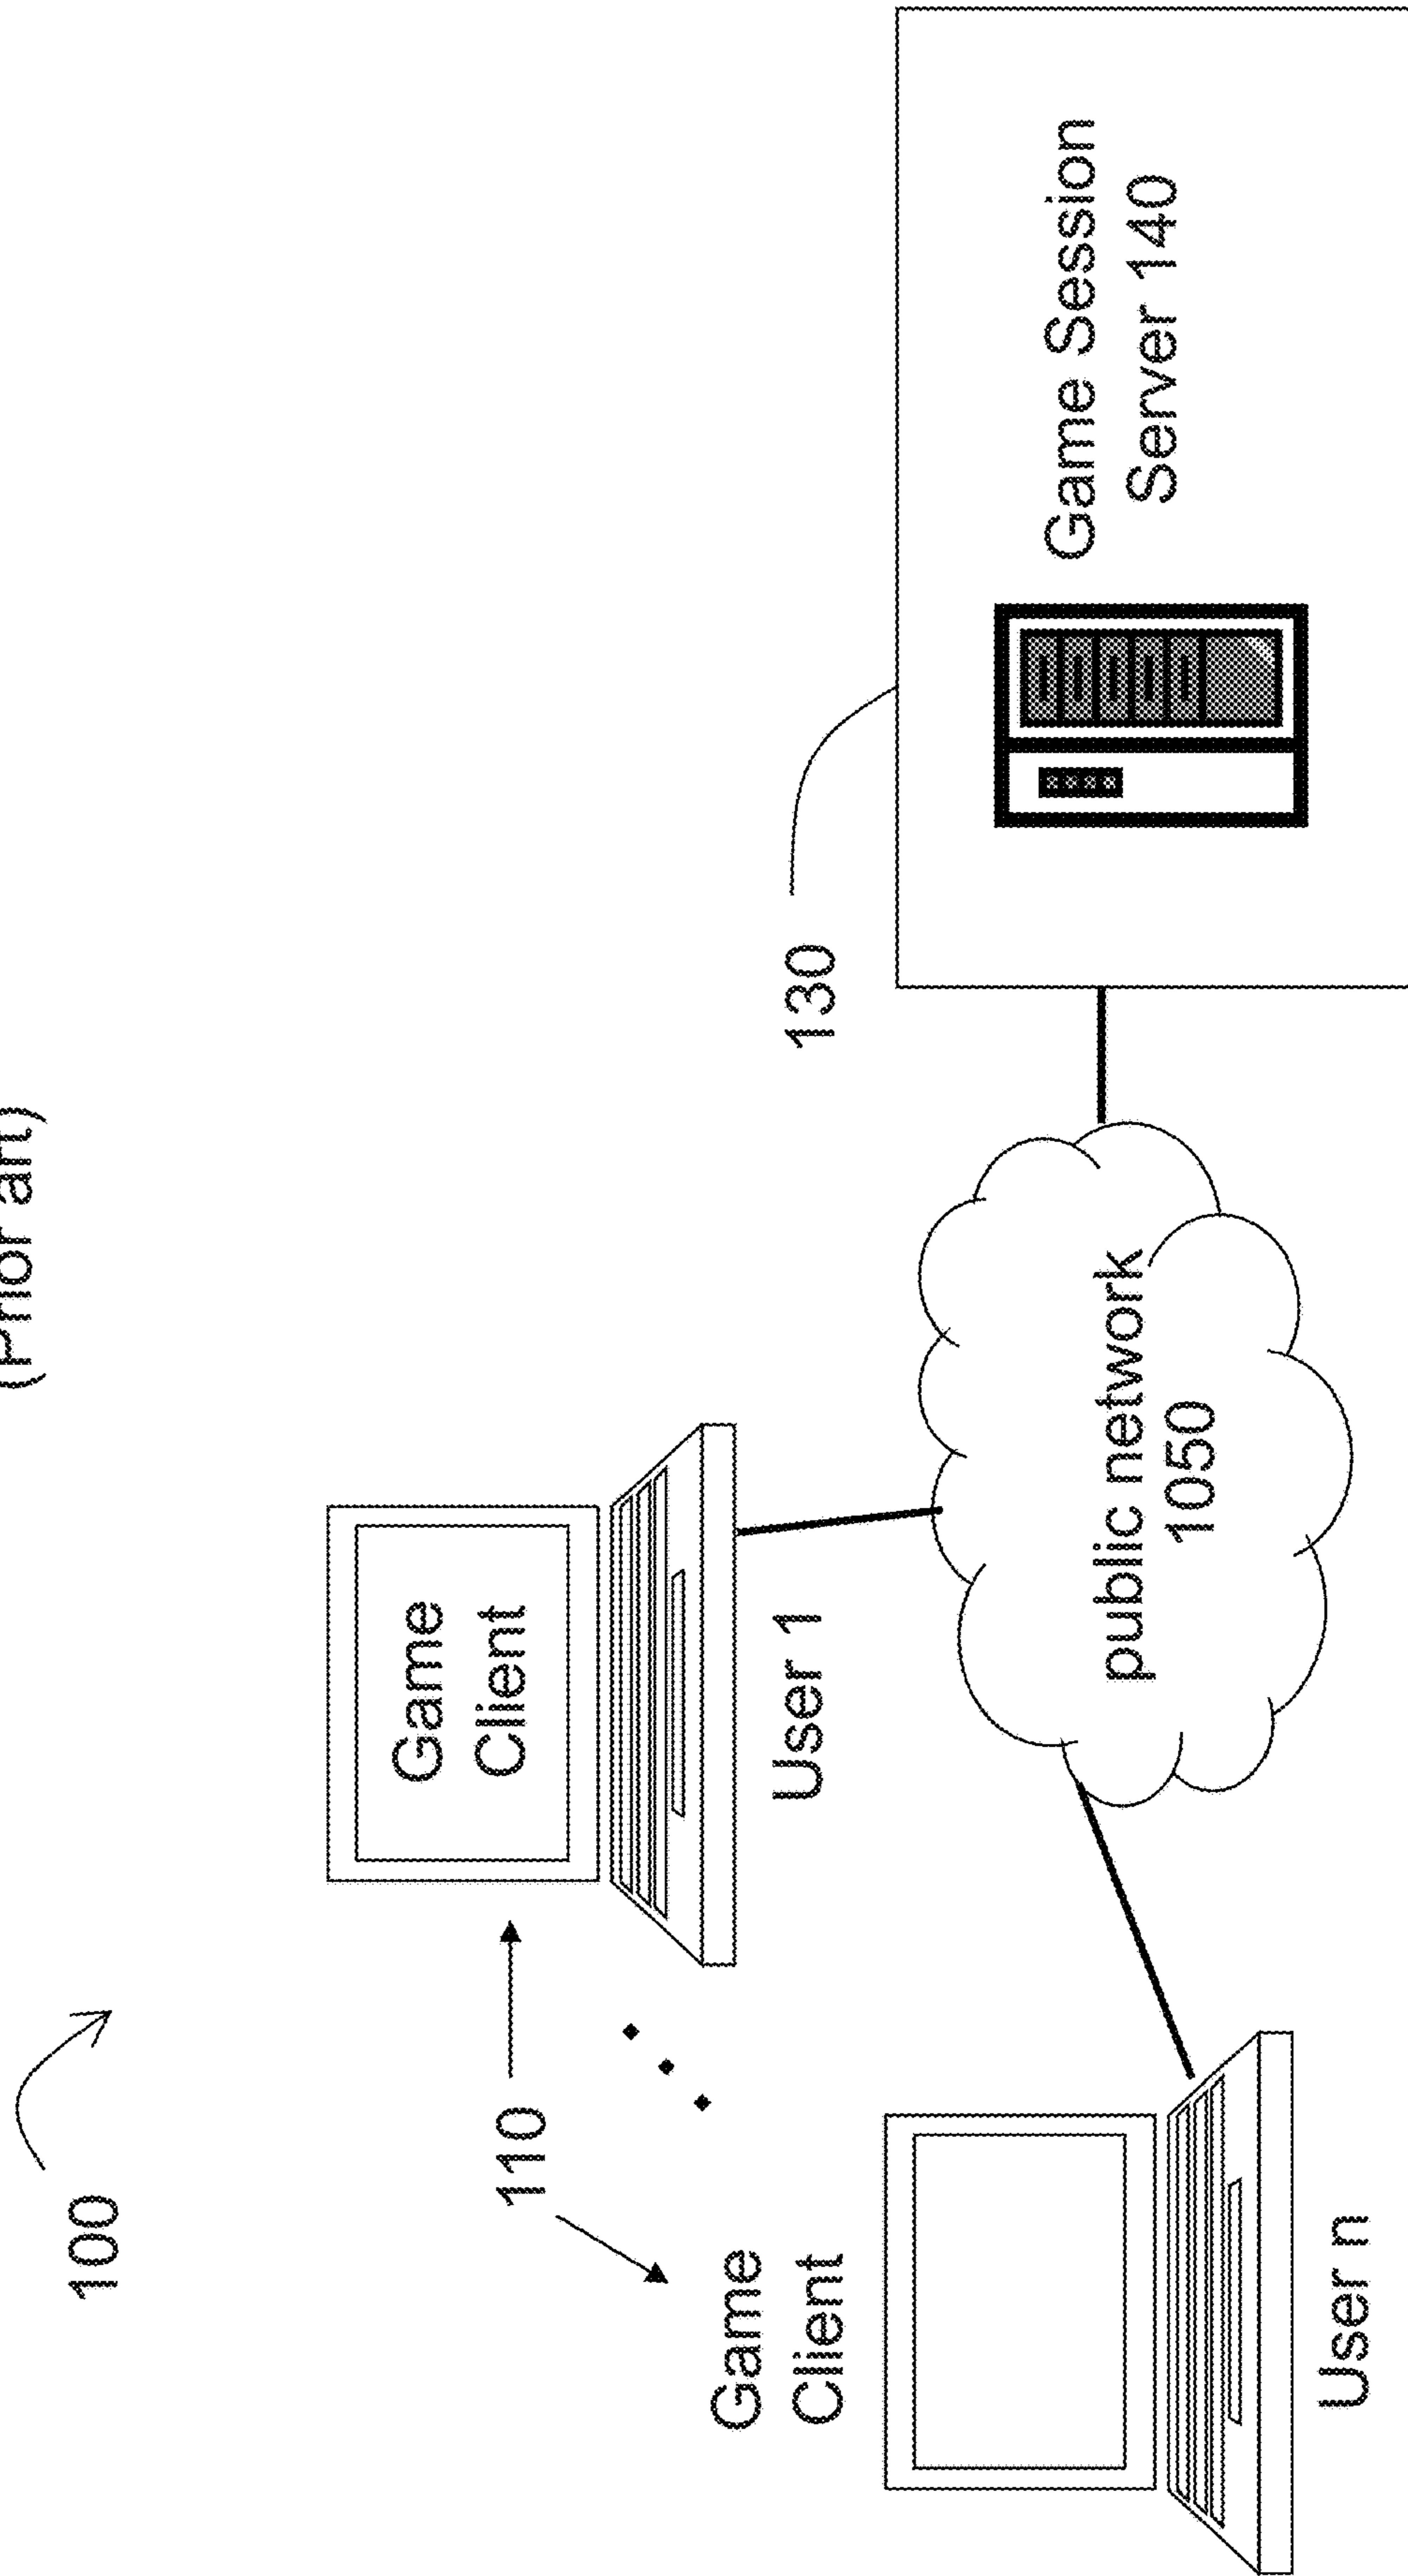 (Prior art)
100
110
Game
Client
User 1
Game
Client
User n
public network
1050
130
Game Session
Server 140